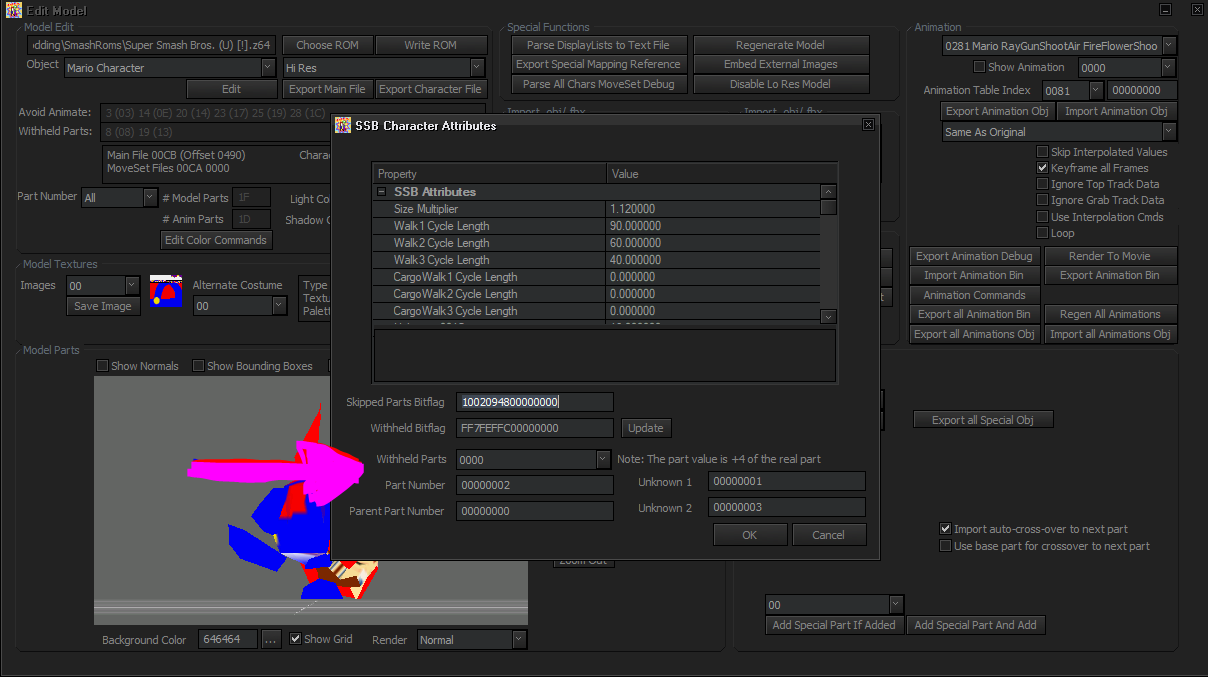 Edit Model
Model Edit
dding\SmashRoms\Super Smash Bros. (U) [!].z64
Choose ROM
Write ROM
Object
Mario Character
Hi Res
Edit
Export Main File
Export Character File
Avoid Animate:
3 (03) 14 (0E) 20 (14) 23 (17) 25 (19) 28 (1C)
Withheld Parts:
8 (08) 19 (13)
Main File 00CB (Offset 0490)
MoveSet Files 00CA 0000
Part Number
All
# Model Parts
1F
# Anim Parts
1D
Edit Color Commands
Model Textures
Images
00
Save Image
Alternate Costume
00
Type
Model Parts
Show Normals
Show Bounding Boxes
Background Color
646464
...
Show Grid
Render
Normal
Special Functions
Parse DisplayLists to Text File
Regenerate Model
Export Special Mapping Reference
Embed External Images
Parse All Chars MoveSet Debug
Disable Lo Res Model
SSB Character Attributes
Property
Value
SSB Attributes
Size Multiplier
1.120000
Walk1 Cycle Length
90.000000
Walk2 Cycle Length
60.000000
Walk3 Cycle Length
40.000000
CargoWalk1 Cycle Length
0.000000
CargoWalk2 Cycle Length
0.000000
CargoWalk3 Cycle Length
0.000000
Skipped Parts Bitflag
1002094800000000
Withheld Bitflag
FF7FEFFC00000000
Update
Withheld Parts
0000
Note: The part value is +4 of the real part
Part Number
00000002
Unknown 1
00000001
Parent Part Number
00000000
Unknown 2
00000003
OK
Cancel
Animation
0281 Mario RayGunShootAir FireFlowerShoo
Show Animation
0000
Animation Table Index
0081
00000000
Export Animation Obj
Import Animation Obj
Same As Original
Skip Interpolated Values
Keyframe all Frames
Ignore Top Track Data
Ignore Grab Track Data
Use Interpolation Cmds
Loop
Export Animation Debug
Render To Movie
Import Animation Bin
Export Animation Bin
Animation Commands
Export all Animation Bin
Regen All Animations
Export all Animations Obj
Import all Animations Obj
Export all Special Obj
Import auto-cross-over to next part
Use base part for crossover to next part
00
Add Special Part If Added
Add Special Part And Add